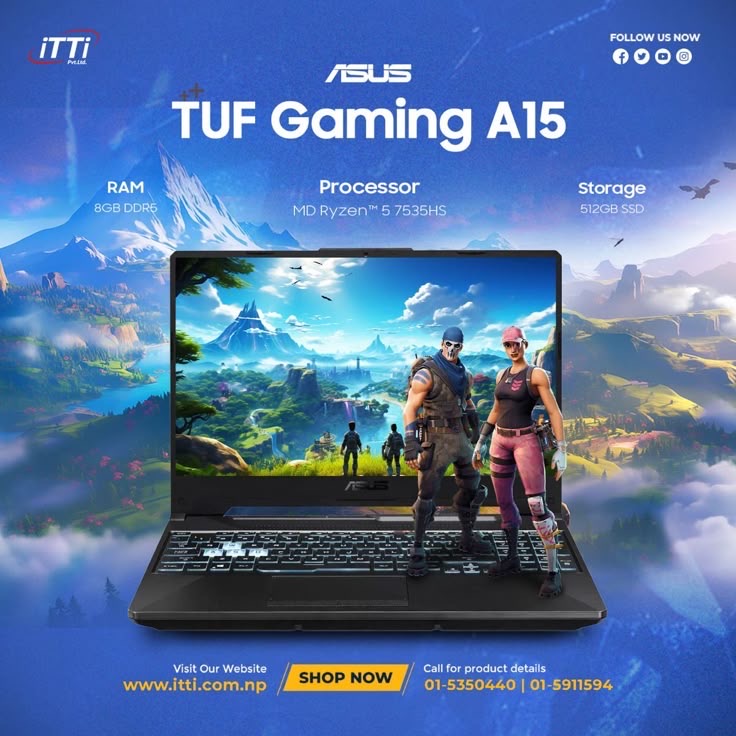 iTTi
Pvt.Ltd.
FOLLOW US NOW
ASUS
TUF Gaming A15
RAM
8GB DDR5
Processor
MD Ryzen™ 5 7535HS
Storage
512GB SSD
ASUS
Visit Our Website
www.itti.com.np
SHOP NOW
Call for product details
01-5350440 | 01-5911594